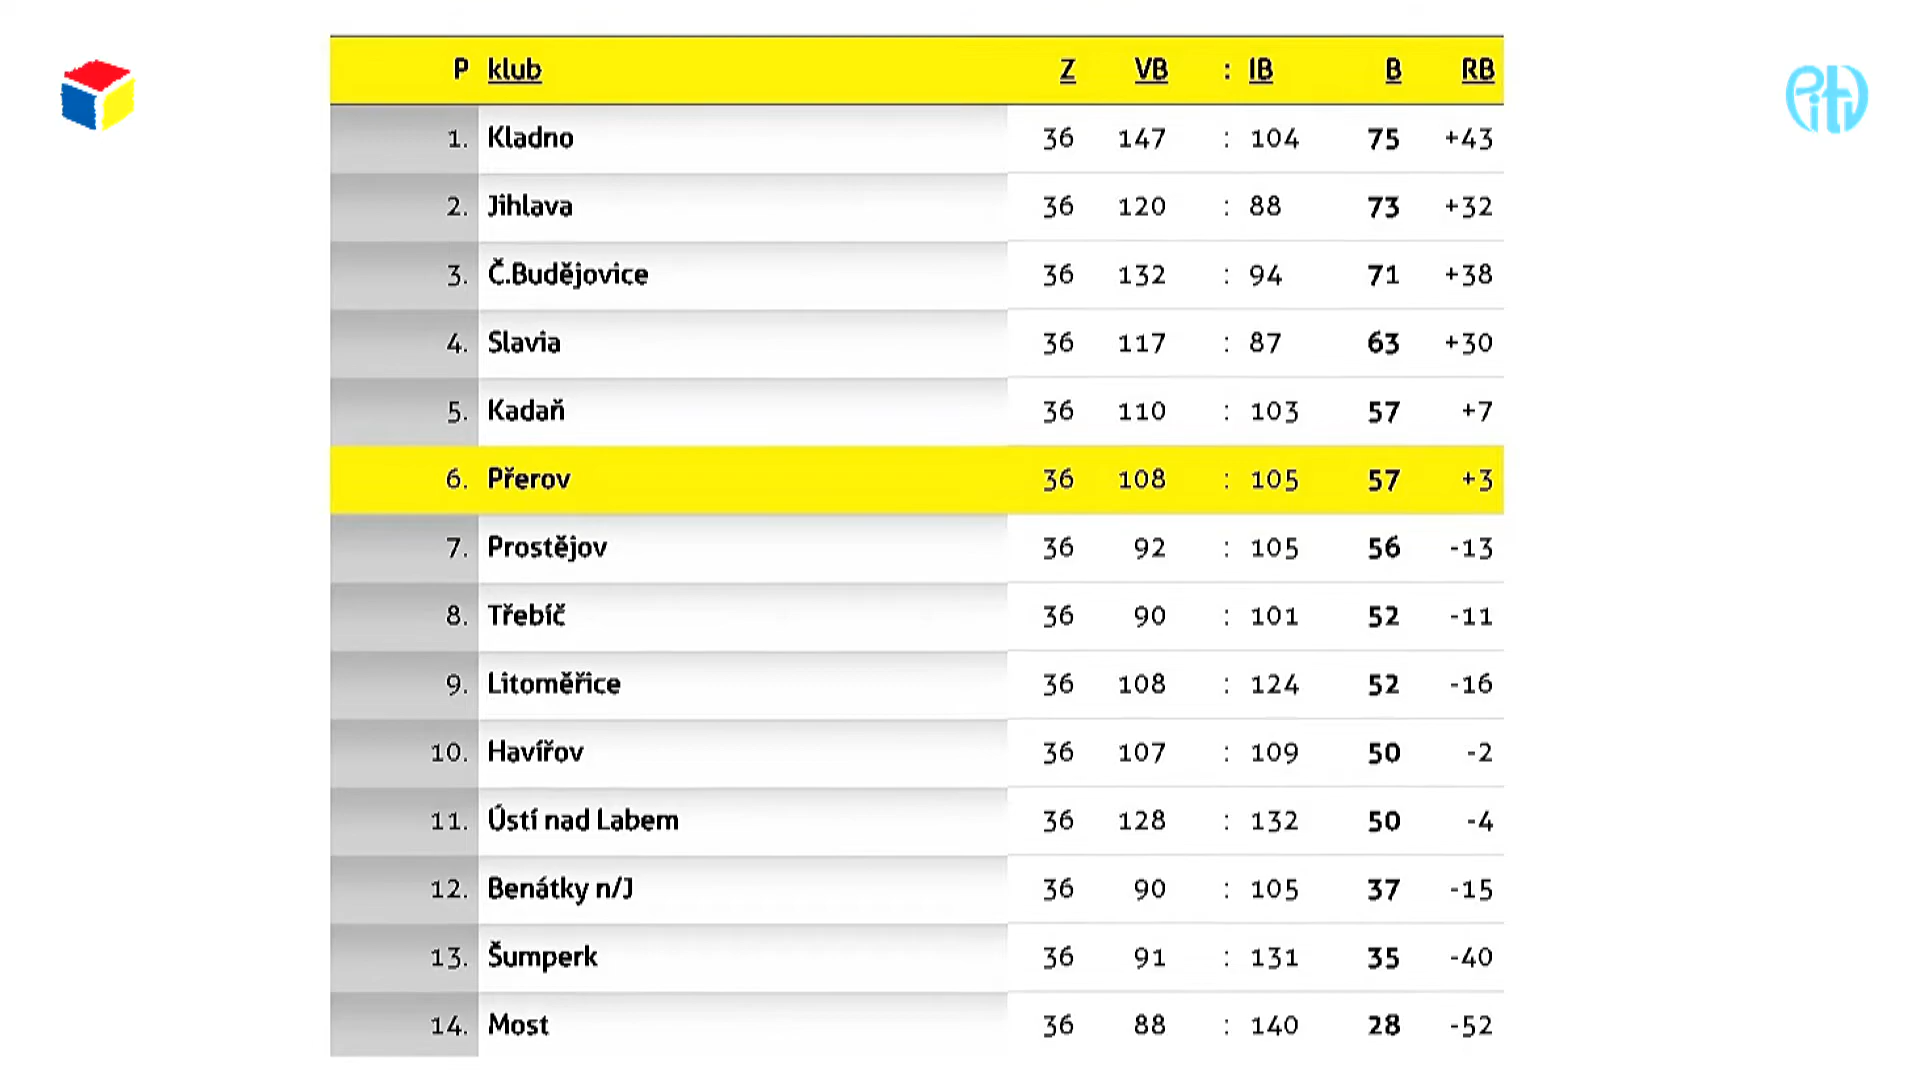 P klub Z VB : IB B RB
1. Kladno 36 147 : 104 75 +43
2. Jihlava 36 120 : 88 73 +32
3. Č.Budějovice 36 132 : 94 71 +38
4. Slavia 36 117 : 87 63 +30
5. Kadaň 36 110 : 103 57 +7
6. Přerov 36 108 : 105 57 +3
7. Prostějov 36 92 : 105 56 -13
8. Třebíč 36 90 : 101 52 -11
9. Litoměřice 36 108 : 124 52 -16
10. Havířov 36 107 : 109 50 -2
11. Ústí nad Labem 36 128 : 132 50 -4
12. Benátky n/J 36 90 : 105 37 -15
13. Šumperk 36 91 : 131 35 -40
14. Most 36 88 : 140 28 -52